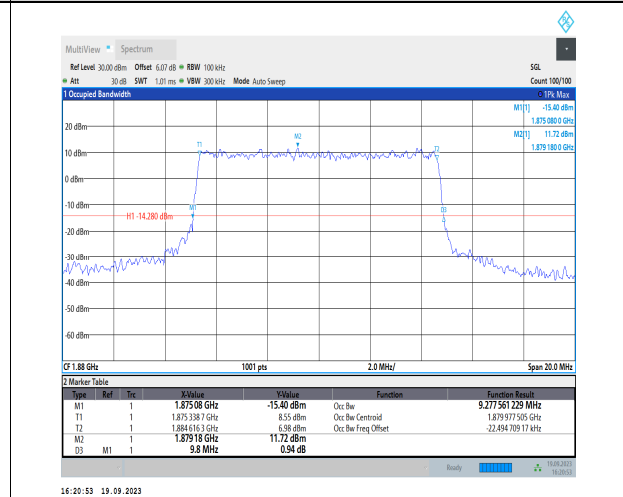 MultiView Spectrum
Ref Level 30.00 dBm Offset 6.07 dB RBW 100 kHz SGL
Att 30 dB SWT 1.01 ms VBW 300 kHz Mode Auto Sweep Count 100/100
1 Occupied Bandwidth 1Pk Max
M1[1] -15.40 dBm
1.875 080 0 GHz
M2[1] 11.72 dBm
1.879 180 0 GHz
20 dBm
M2
T1 T2
10 dBm
0 dBm
-10 dBm
M1 D3
H1 -14.280 dBm
-20 dBm
-30 dBm
-40 dBm
-50 dBm
-60 dBm
CF 1.88 GHz 1001 pts 2.0 MHz/ Span 20.0 MHz
2 Marker Table
Type Ref Trc X-Value Y-Value Function Function Result
M1 1 1.875 08 GHz -15.40 dBm Occ Bw 9.277 561 229 MHz
T1 1 1.875 338 7 GHz 8.55 dBm Occ Bw Centroid 1.879 977 505 GHz
T2 1 1.884 616 3 GHz 6.98 dBm Occ Bw Freq Offset -22.494 709 17 kHz
M2 1 1.879 18 GHz 11.72 dBm
D3 M1 1 9.8 MHz 0.94 dB
Ready 19.09.2023
16:20:53
16:20:53 19.09.2023